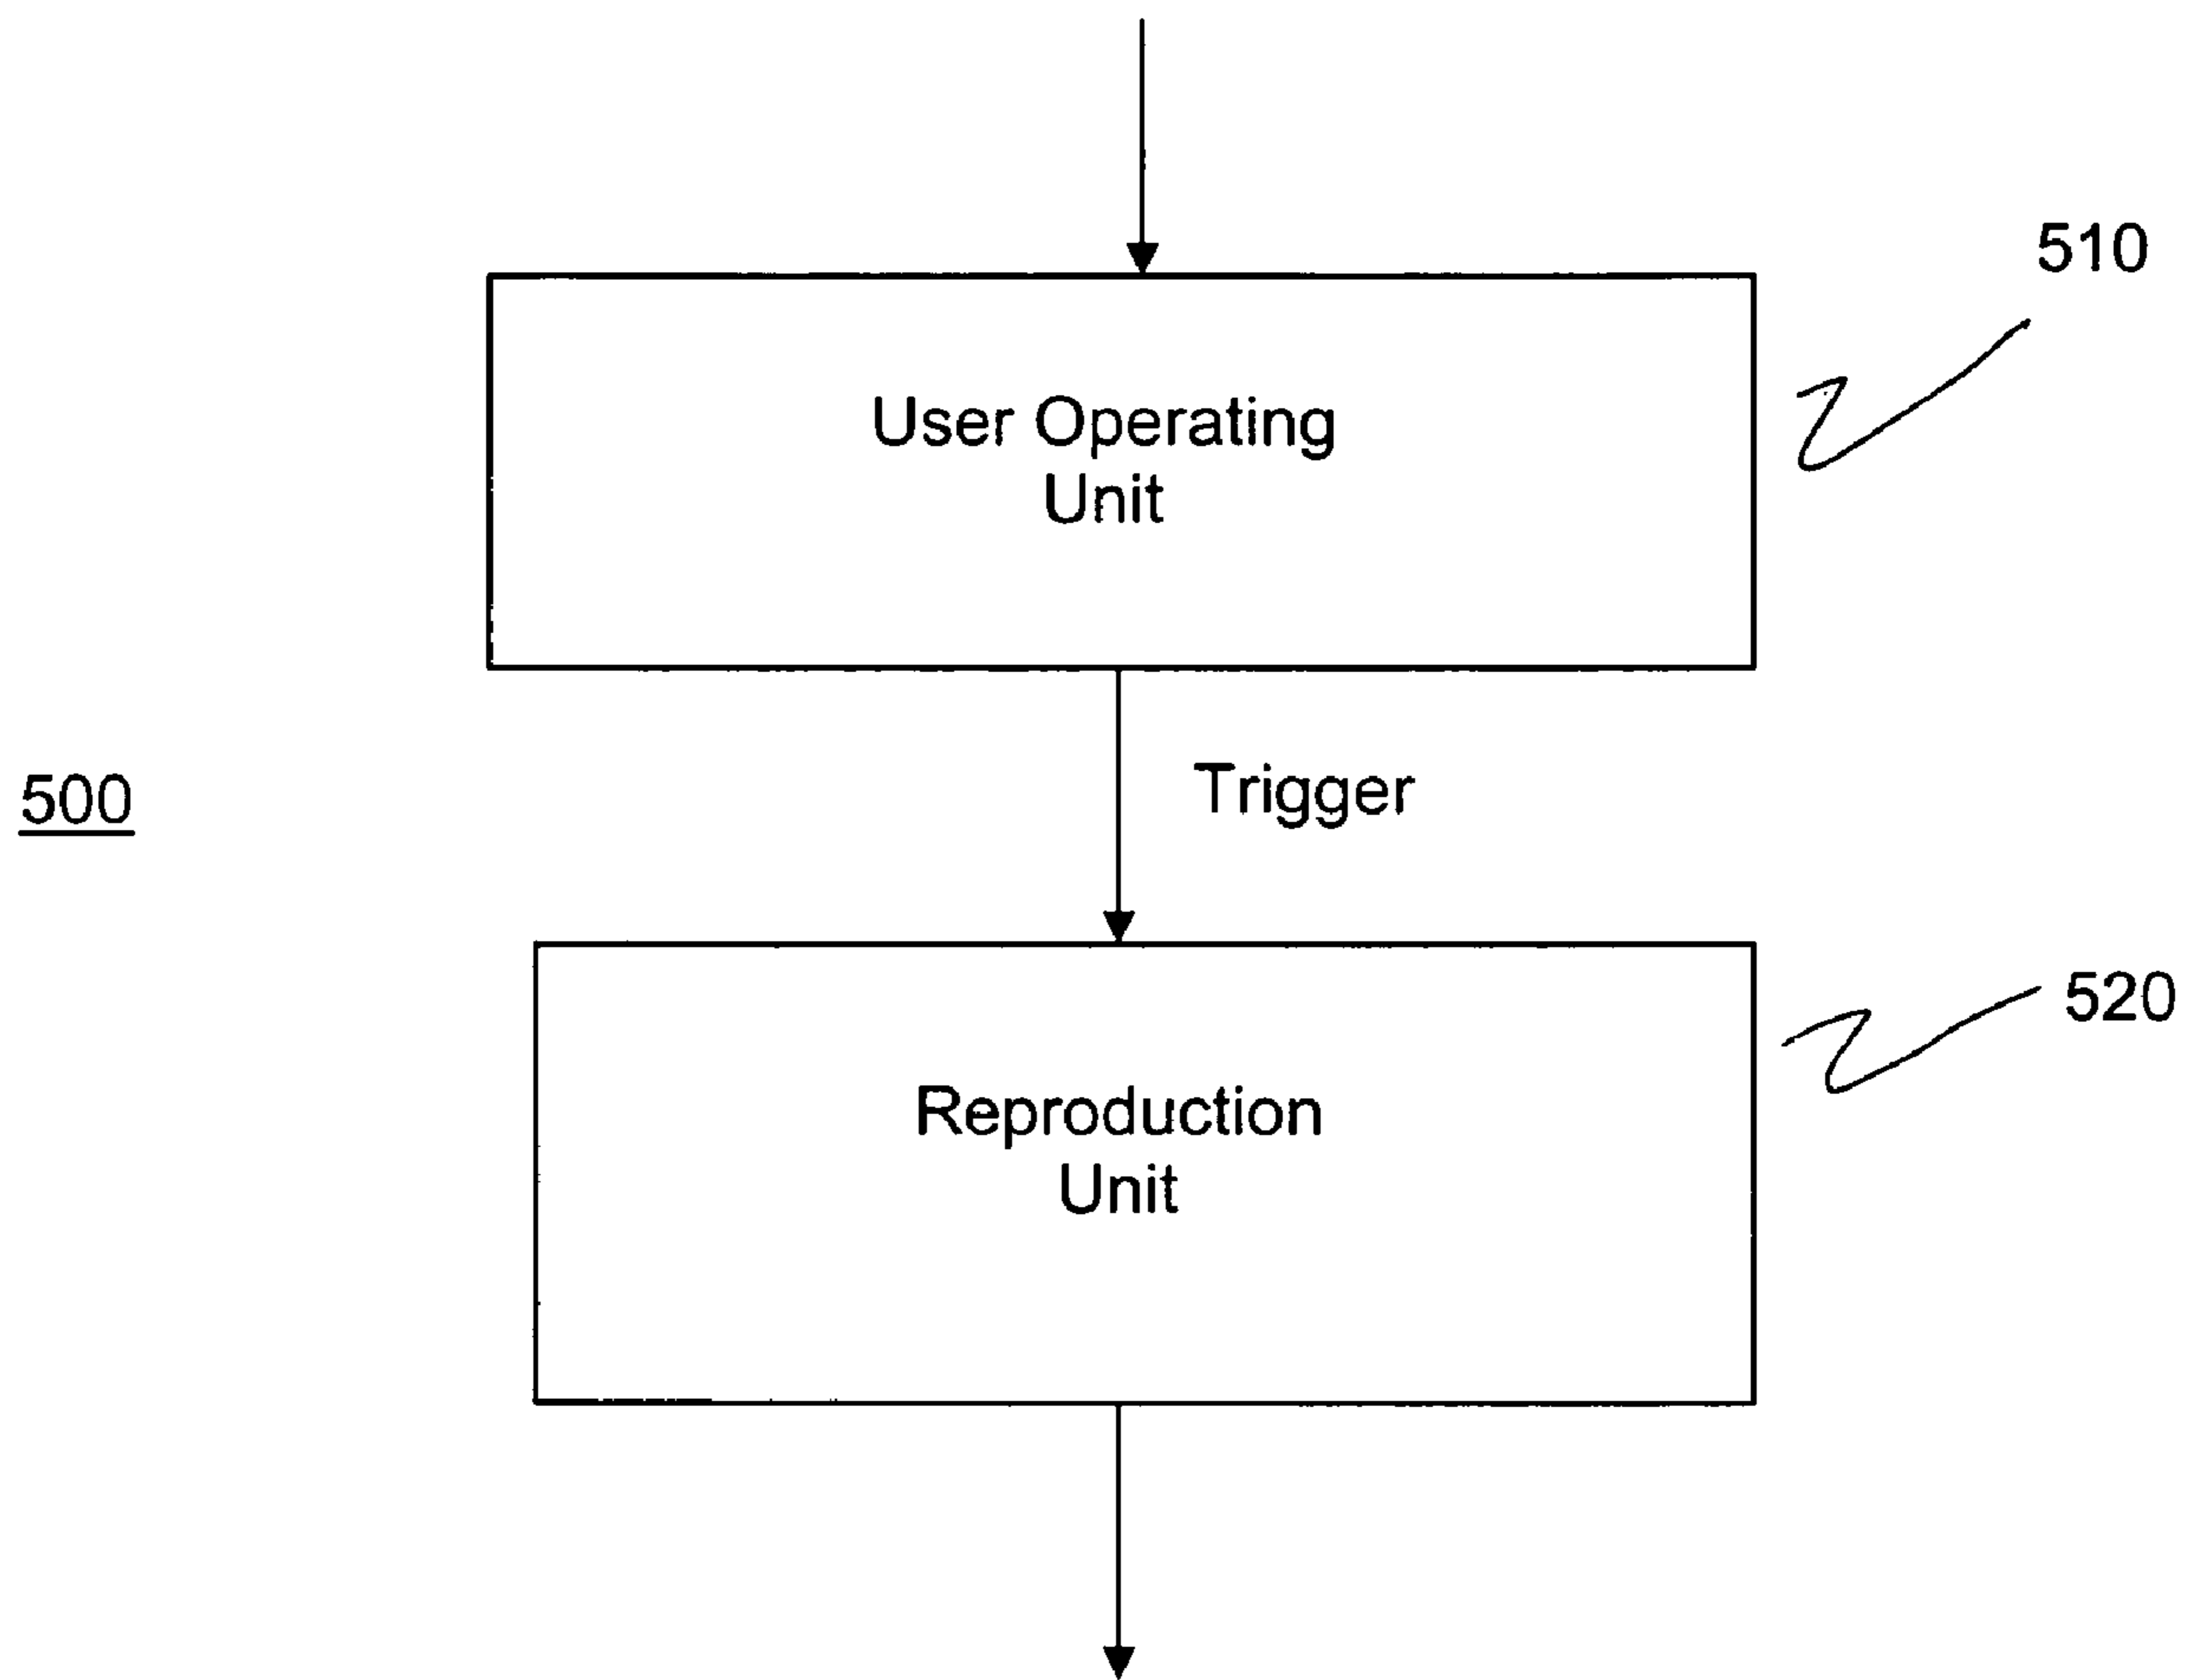 510
User Operating
Unit
Trigger
500
520
Reproduction
Unit